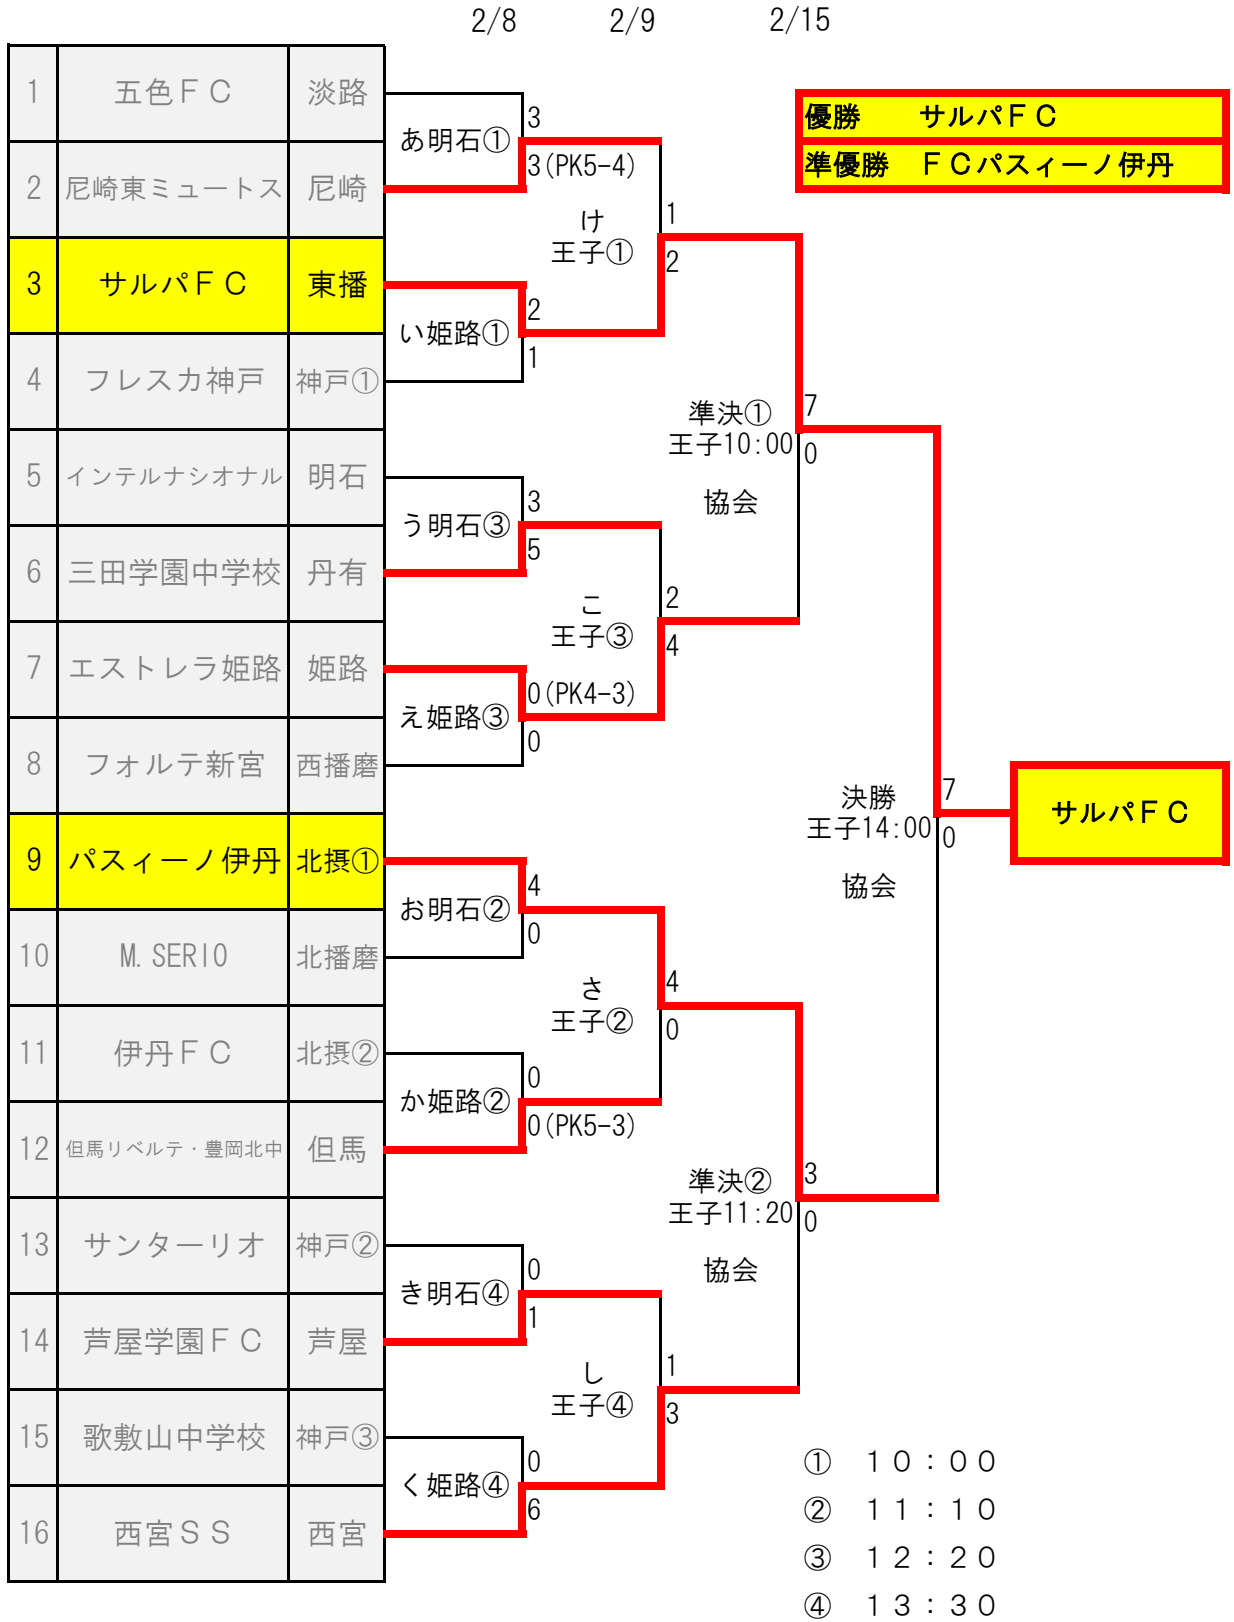 2/8 2/9 2/15
優勝 サルパＦＣ
準優勝 ＦＣパスィーノ伊丹
1 五色ＦＣ 淡路
2 尼崎東ミュートス 尼崎
3 サルパＦＣ 東播
4 フレスカ神戸 神戸①
5 インテルナシオナル 明石
6 三田学園中学校 丹有
7 エストレラ姫路 姫路
8 フォルテ新宮 西播磨
9 パスィーノ伊丹 北摂①
10 M.SERIO 北播磨
11 伊丹ＦＣ 北摂②
12 但馬リベルテ・豊岡北中 但馬
13 サンターリオ 神戸②
14 芦屋学園ＦＣ 芦屋
15 歌敷山中学校 神戸③
16 西宮ＳＳ 西宮
あ明石①
3
3(PK5-4)
い姫路①
2
1
う明石③
3
5
え姫路③
0(PK4-3)
0
お明石②
4
0
か姫路②
0
0(PK5-3)
き明石④
0
1
く姫路④
0
6
け
王子①
1
2
こ
王子③
2
4
さ
王子②
4
0
し
王子④
1
3
準決①
王子10:00
協会
7
0
準決②
王子11:20
協会
3
0
決勝
王子14:00
協会
7
0
サルパＦＣ
① １０：００
② １１：１０
③ １２：２０
④ １３：３０